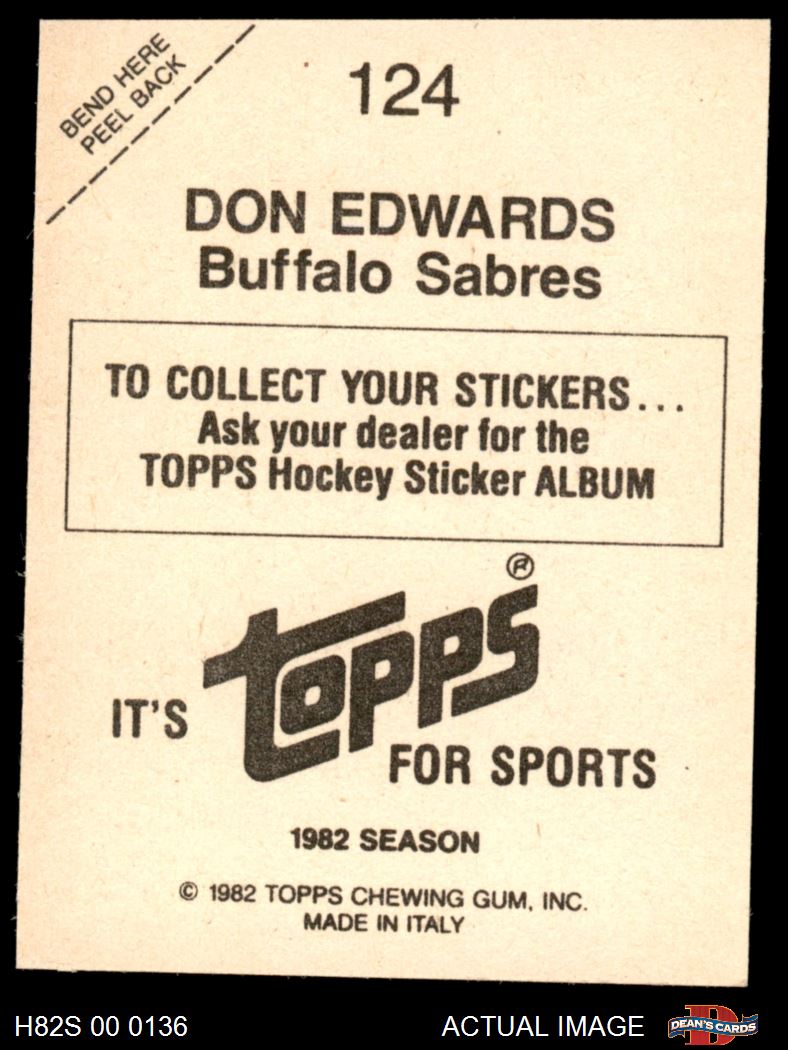 BEND HERE
PEEL BACK
124
DON EDWARDS
Buffalo Sabres
TO COLLECT YOUR STICKERS...
Ask your dealer for the
TOPPS Hockey Sticker ALBUM
IT'S topps®
FOR SPORTS
1982 SEASON
© 1982 TOPPS CHEWING GUM, INC.
MADE IN ITALY
H82S 00 0136
ACTUAL IMAGE
D
DEAN'S CARDS